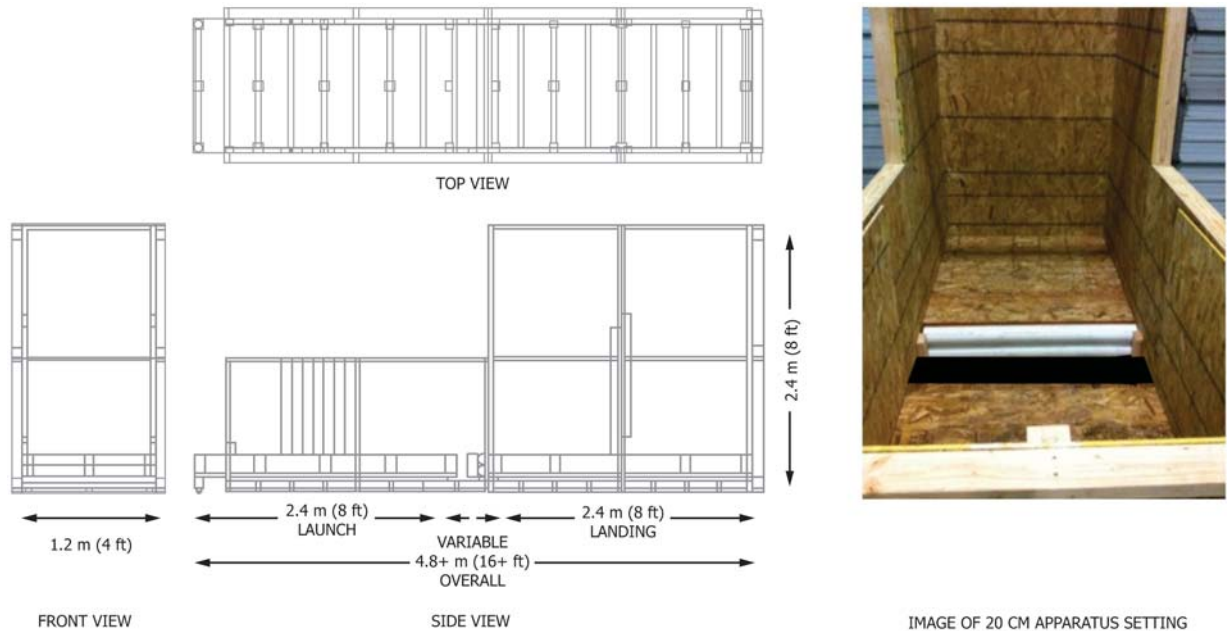 TOP VIEW
2.4 m (8 ft)
1.2 m (4 ft)
2.4 m (8 ft)
LAUNCH
VARIABLE
2.4 m (8 ft)
LANDING
4.8+ m (16+ ft)
OVERALL
FRONT VIEW
SIDE VIEW
IMAGE OF 20 CM APPARATUS SETTING